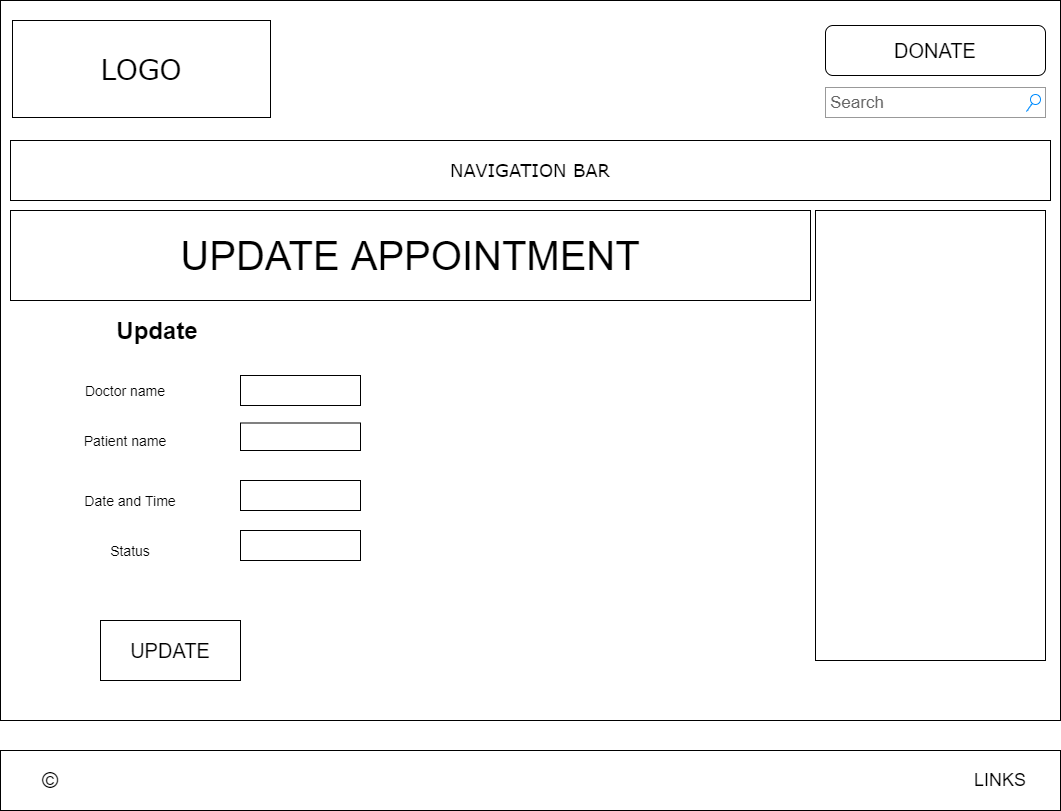 LOGO
DONATE
Search
NAVIGATION BAR
UPDATE APPOINTMENT
Update
Doctor name
Patient name
Date and Time
Status
UPDATE
©
LINKS